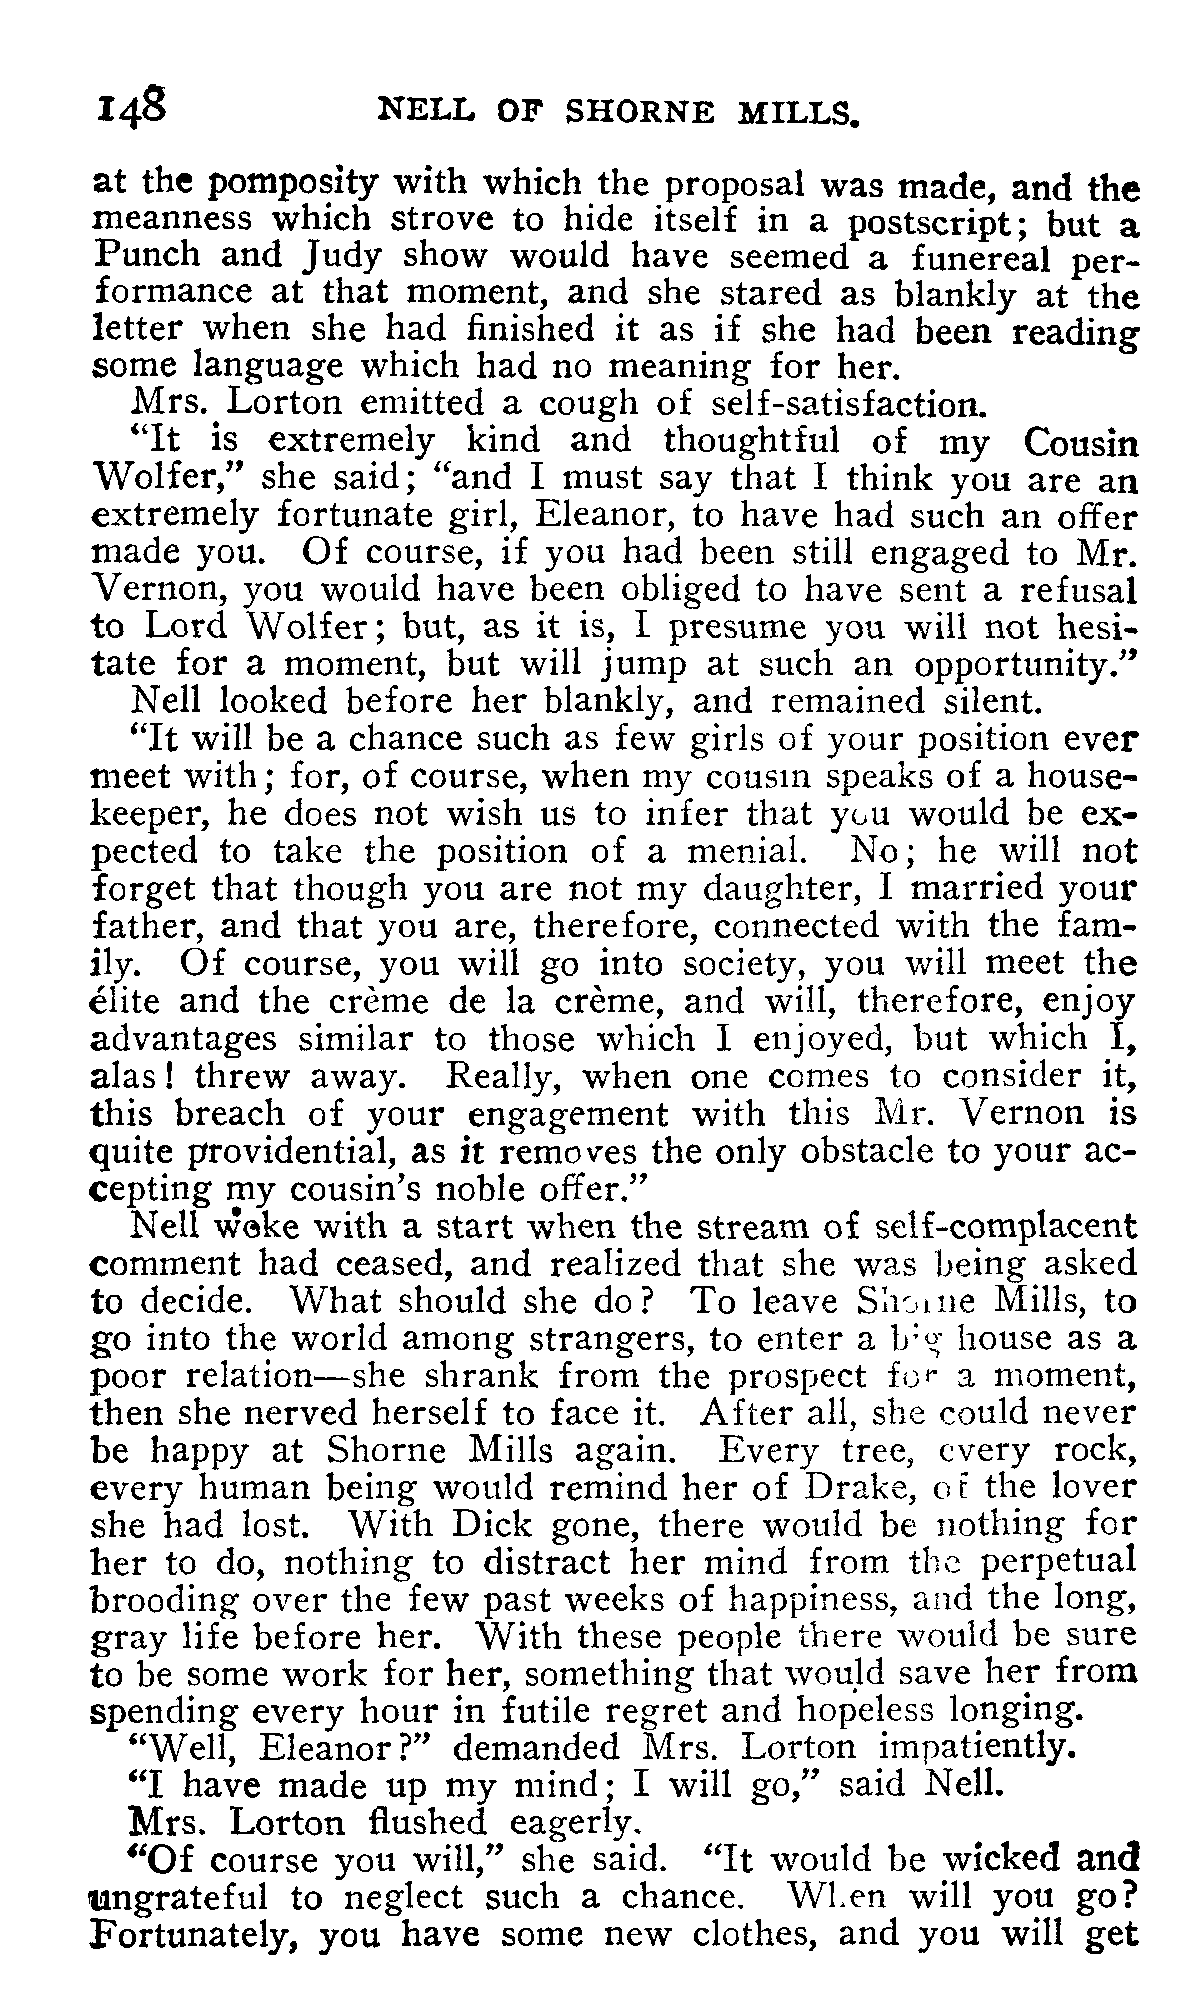 148 NELL OF SHORNE MILLS.
at the pomposity with which the proposal was made, and the
meanness which strove to hide itself in a postscript; but a
Punch and Judy show would have seemed a funereal per-
formance at that moment, and she stared as blankly at the
letter when she had finished it as if she had been reading
some language which had no meaning for her.
Mrs. Lorton emitted a cough of self-satisfaction.
“It is extremely kind and thoughtful of my Cousin
Wolfer,” she said; “and I must say that I think you are an
extremely fortunate girl, Eleanor, to have had such an offer
made you. Of course, if you had been still engaged to Mr.
Vernon, you would have been obliged to have sent a refusal
to Lord Wolfer; but, as it is, I presume you will not hesi-
tate for a moment, but will jump at such an opportunity.”
Nell looked before her blankly, and remained silent.
“It will be a chance such as few girls of your position ever
meet with; for, of course, when my cousin speaks of a house-
keeper, he does not wish us to infer that you would be ex-
pected to take the position of a menial. No; he will not
forget that though you are not my daughter, I married your
father, and that you are, therefore, connected with the fam-
ily. Of course, you will go into society, you will meet the
élite and the crème de la crème, and will, therefore, enjoy
advantages similar to those which I enjoyed, but which I,
alas! threw away. Really, when one comes to consider it,
this breach of your engagement with this Mr. Vernon is
quite providential, as it removes the only obstacle to your ac-
cepting my cousin’s noble offer.”
Nell woke with a start when the stream of self-complacent
comment had ceased, and realized that she was being asked
to decide. What should she do? To leave Shorne Mills, to
go into the world among strangers, to enter a big house as a
poor relation—she shrank from the prospect for a moment,
then she nerved herself to face it. After all, she could never
be happy at Shorne Mills again. Every tree, every rock,
every human being would remind her of Drake, of the lover
she had lost. With Dick gone, there would be nothing for
her to do, nothing to distract her mind from the perpetual
brooding over the few past weeks of happiness, and the long,
gray life before her. With these people there would be sure
to be some work for her, something that would save her from
spending every hour in futile regret and hopeless longing.
“Well, Eleanor?” demanded Mrs. Lorton impatiently.
“I have made up my mind; I will go,” said Nell.
Mrs. Lorton flushed eagerly.
“Of course you will,” she said. “It would be wicked and
ungrateful to neglect such a chance. When will you go?
Fortunately, you have some new clothes, and you will get